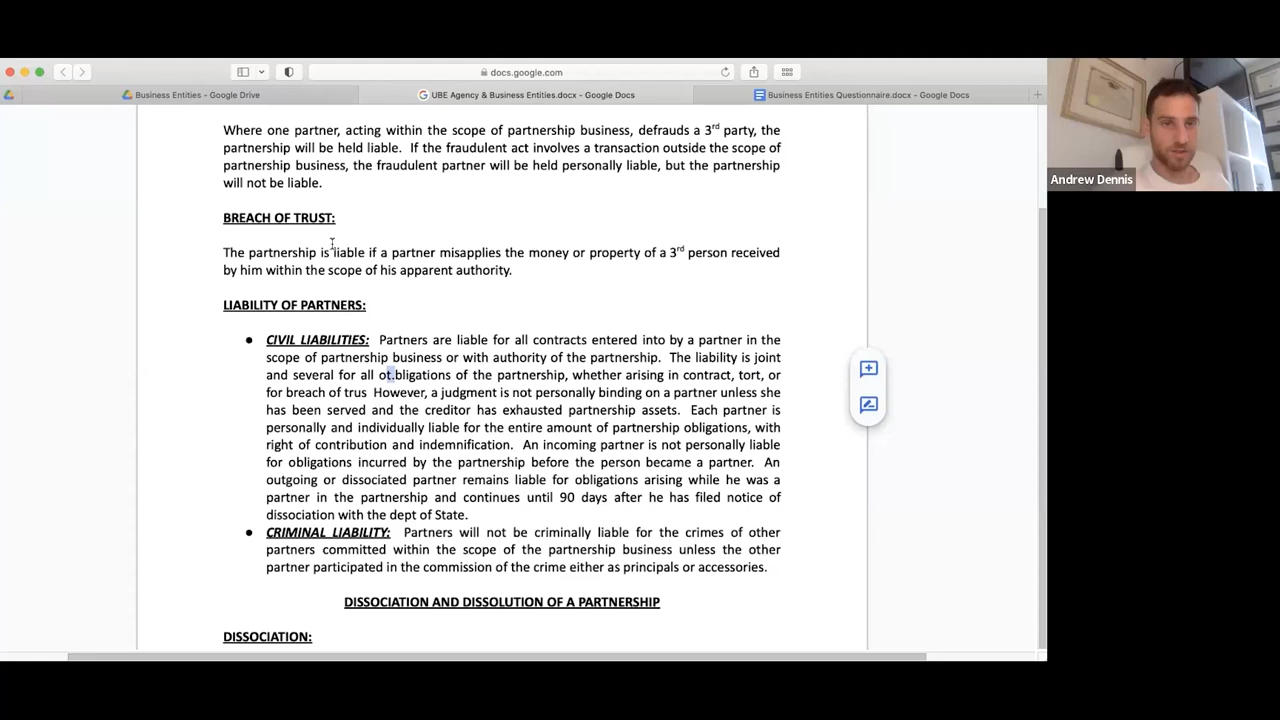 docs.google.com
Business Entities - Google Drive
UBE Agency & Business Entities.docx - Google Docs
Business Entities Questionnaire.docx - Google Docs
Where one partner, acting within the scope of partnership business, defrauds a 3rd party, the
partnership will be held liable. If the fraudulent act involves a transaction outside the scope of
partnership business, the fraudulent partner will be held personally liable, but the partnership
will not be liable.
BREACH OF TRUST:
The partnership is liable if a partner misapplies the money or property of a 3rd person received
by him within the scope of his apparent authority.
LIABILITY OF PARTNERS:
● CIVIL LIABILITIES: Partners are liable for all contracts entered into by a partner in the
scope of partnership business or with authority of the partnership. The liability is joint
and several for all ot.bligations of the partnership, whether arising in contract, tort, or
for breach of trus However, a judgment is not personally binding on a partner unless she
has been served and the creditor has exhausted partnership assets. Each partner is
personally and individually liable for the entire amount of partnership obligations, with
right of contribution and indemnification. An incoming partner is not personally liable
for obligations incurred by the partnership before the person became a partner. An
outgoing or dissociated partner remains liable for obligations arising while he was a
partner in the partnership and continues until 90 days after he has filed notice of
dissociation with the dept of State.
● CRIMINAL LIABILITY: Partners will not be criminally liable for the crimes of other
partners committed within the scope of the partnership business unless the other
partner participated in the commission of the crime either as principals or accessories.
DISSOCIATION AND DISSOLUTION OF A PARTNERSHIP
DISSOCIATION:
Andrew Dennis